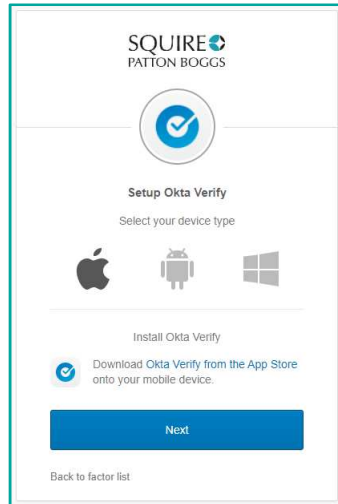 SQUIRE
PATTON BOGGS
Setup Okta Verify
Select your device type
Install Okta Verify
Download Okta Verify from the App Store
onto your mobile device.
Next
Back to factor list